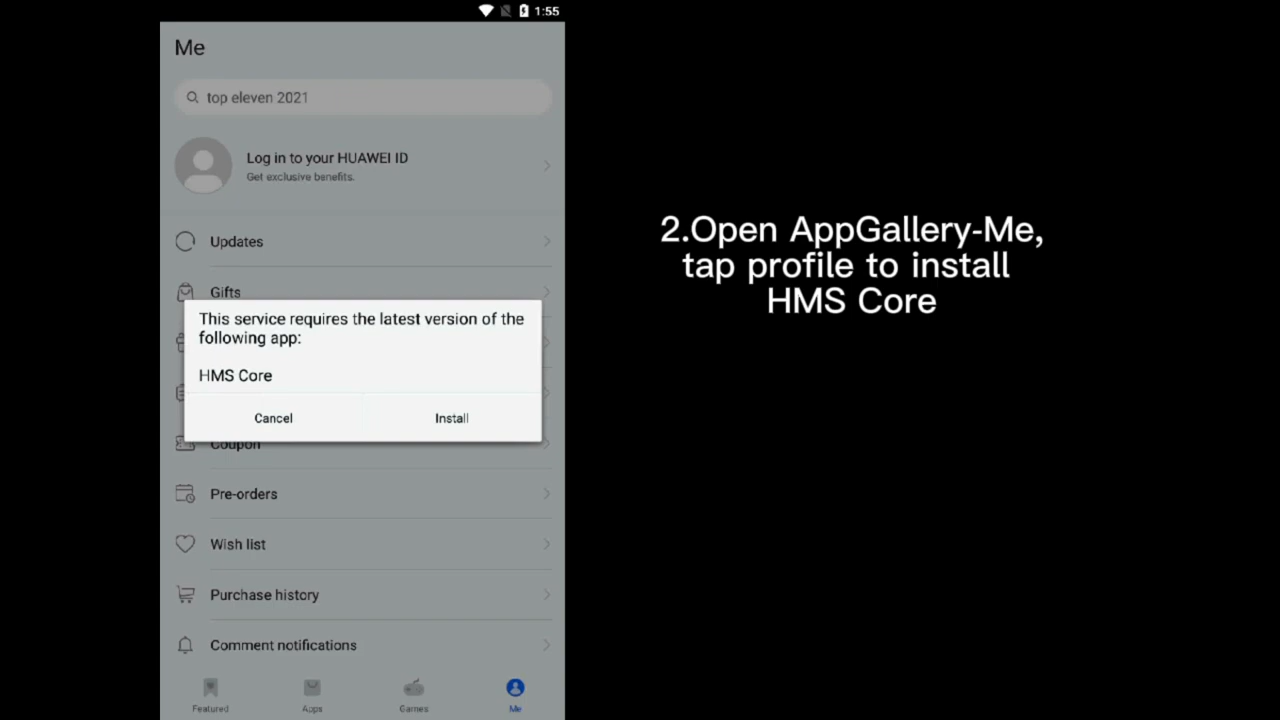 1:55
Me
top eleven 2021
Log in to your HUAWEI ID
Get exclusive benefits.
Updates
Gifts
This service requires the latest version of the
following app:
HMS Core
Cancel
Install
Coupon
Pre-orders
Wish list
Purchase history
Comment notifications
Featured
Apps
Games
Me
2.Open AppGallery-Me,
tap profile to install
HMS Core